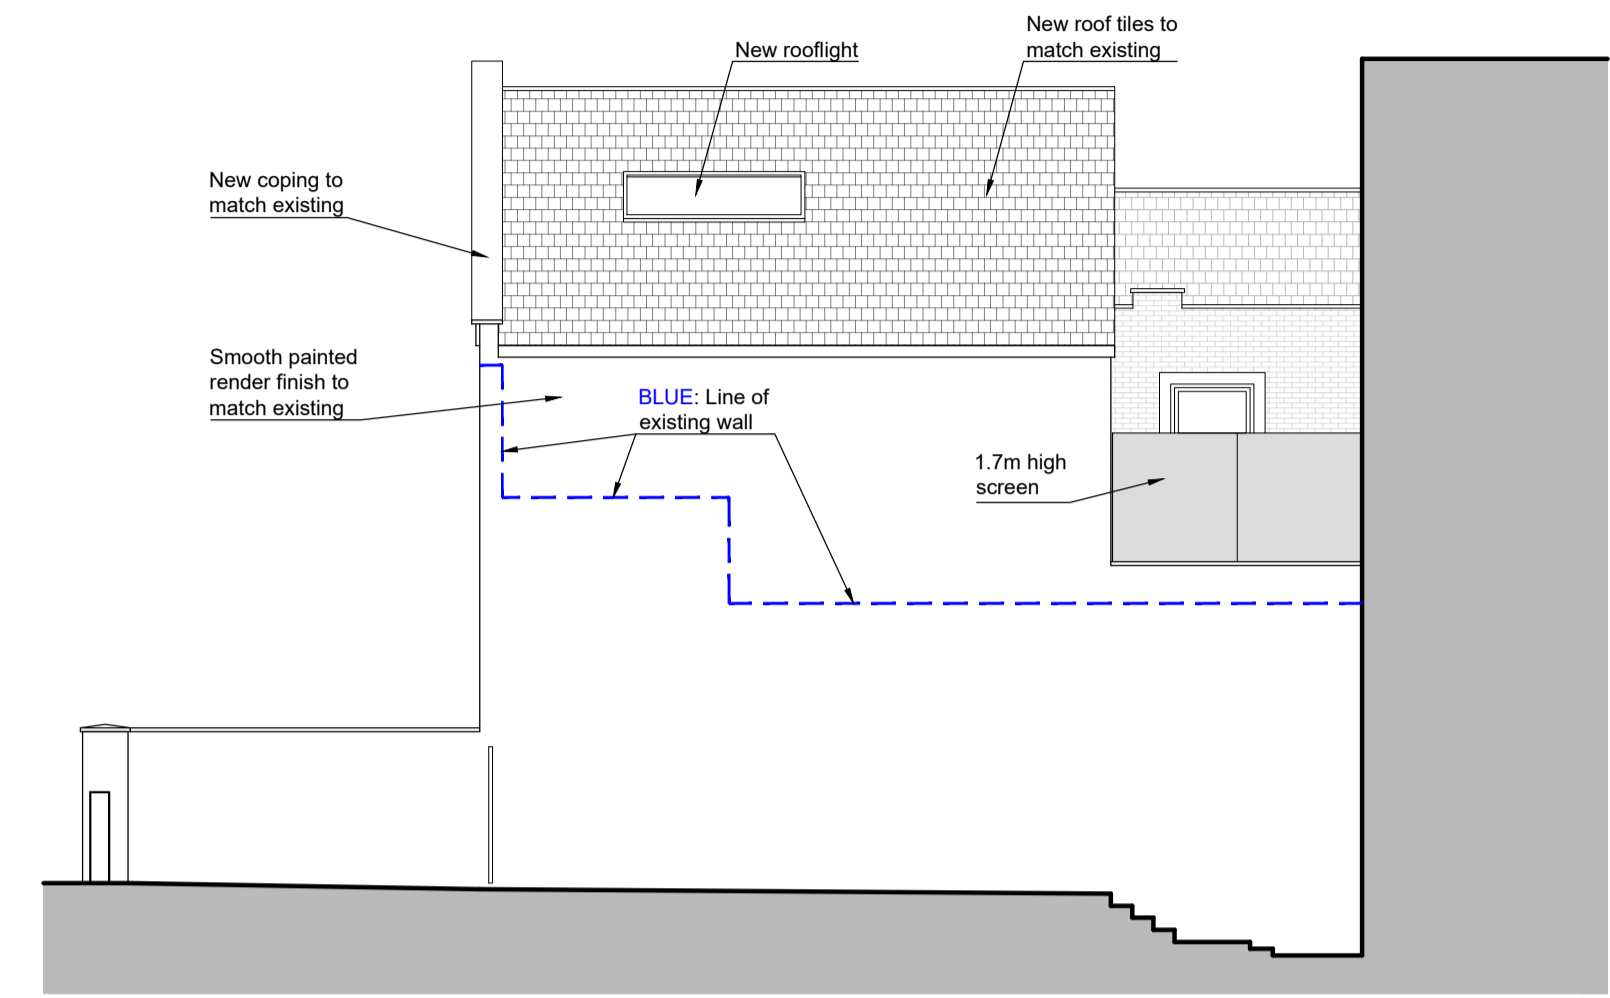 New roof tiles to
match existing
New rooflight
New coping to
match existing
Smooth painted
render finish to
match existing
BLUE: Line of
existing wall
1.7m high
screen